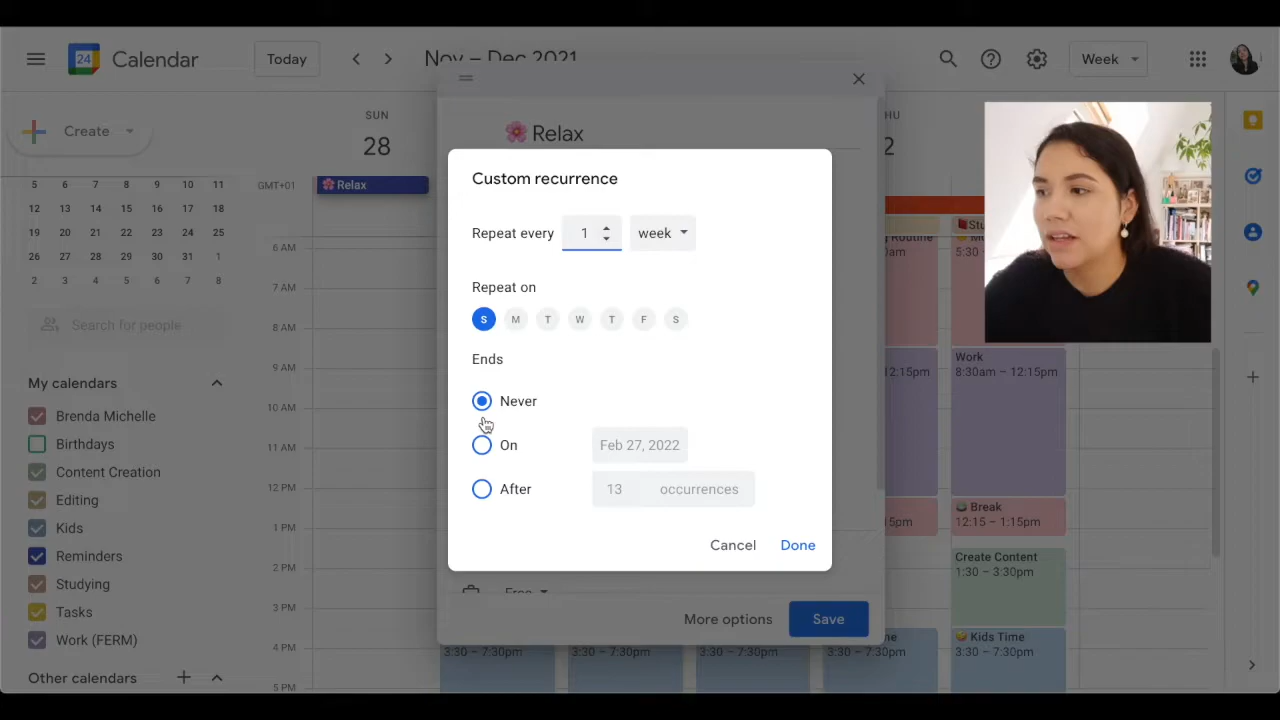 24 Calendar Today Nov – Dec 2021 Week
Create
SUN
28
HU
2
GMT+01
Relax
5 6 7 8 9 10 11
12 13 14 15 16 17 18
19 20 21 22 23 24 25
26 27 28 29 30 31 1
2 3 4 5 6 7 8
Search for people
My calendars
Brenda Michelle
Birthdays
Content Creation
Editing
Kids
Reminders
Studying
Tasks
Work (FERM)
Other calendars
6 AM
7 AM
8 AM
9 AM
10 AM
11 AM
12 PM
1 PM
2 PM
3 PM
4 PM
5 PM
Relax
Custom recurrence
Repeat every 1 week
Repeat on
S M T W T F S
Ends
Never
On Feb 27, 2022
After 13 occurrences
Cancel Done
Free
More options Save
5:30
Work
8:30am – 12:15pm
12:15pm
Break
12:15 – 1:15pm
15pm
Create Content
1:30 – 3:30pm
Kids Time
3:30 – 7:30pm
3:30 – 7:30pm
3:30 – 7:30pm
3:30 – 7:30pm
3:30 – 7:30pm